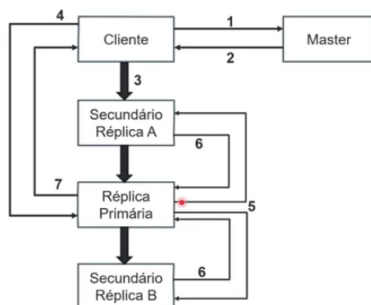 4
1
Cliente
Master
2
3
Secundário
Réplica A
6
7
Réplica
Primária
5
6
Secundário
Réplica B